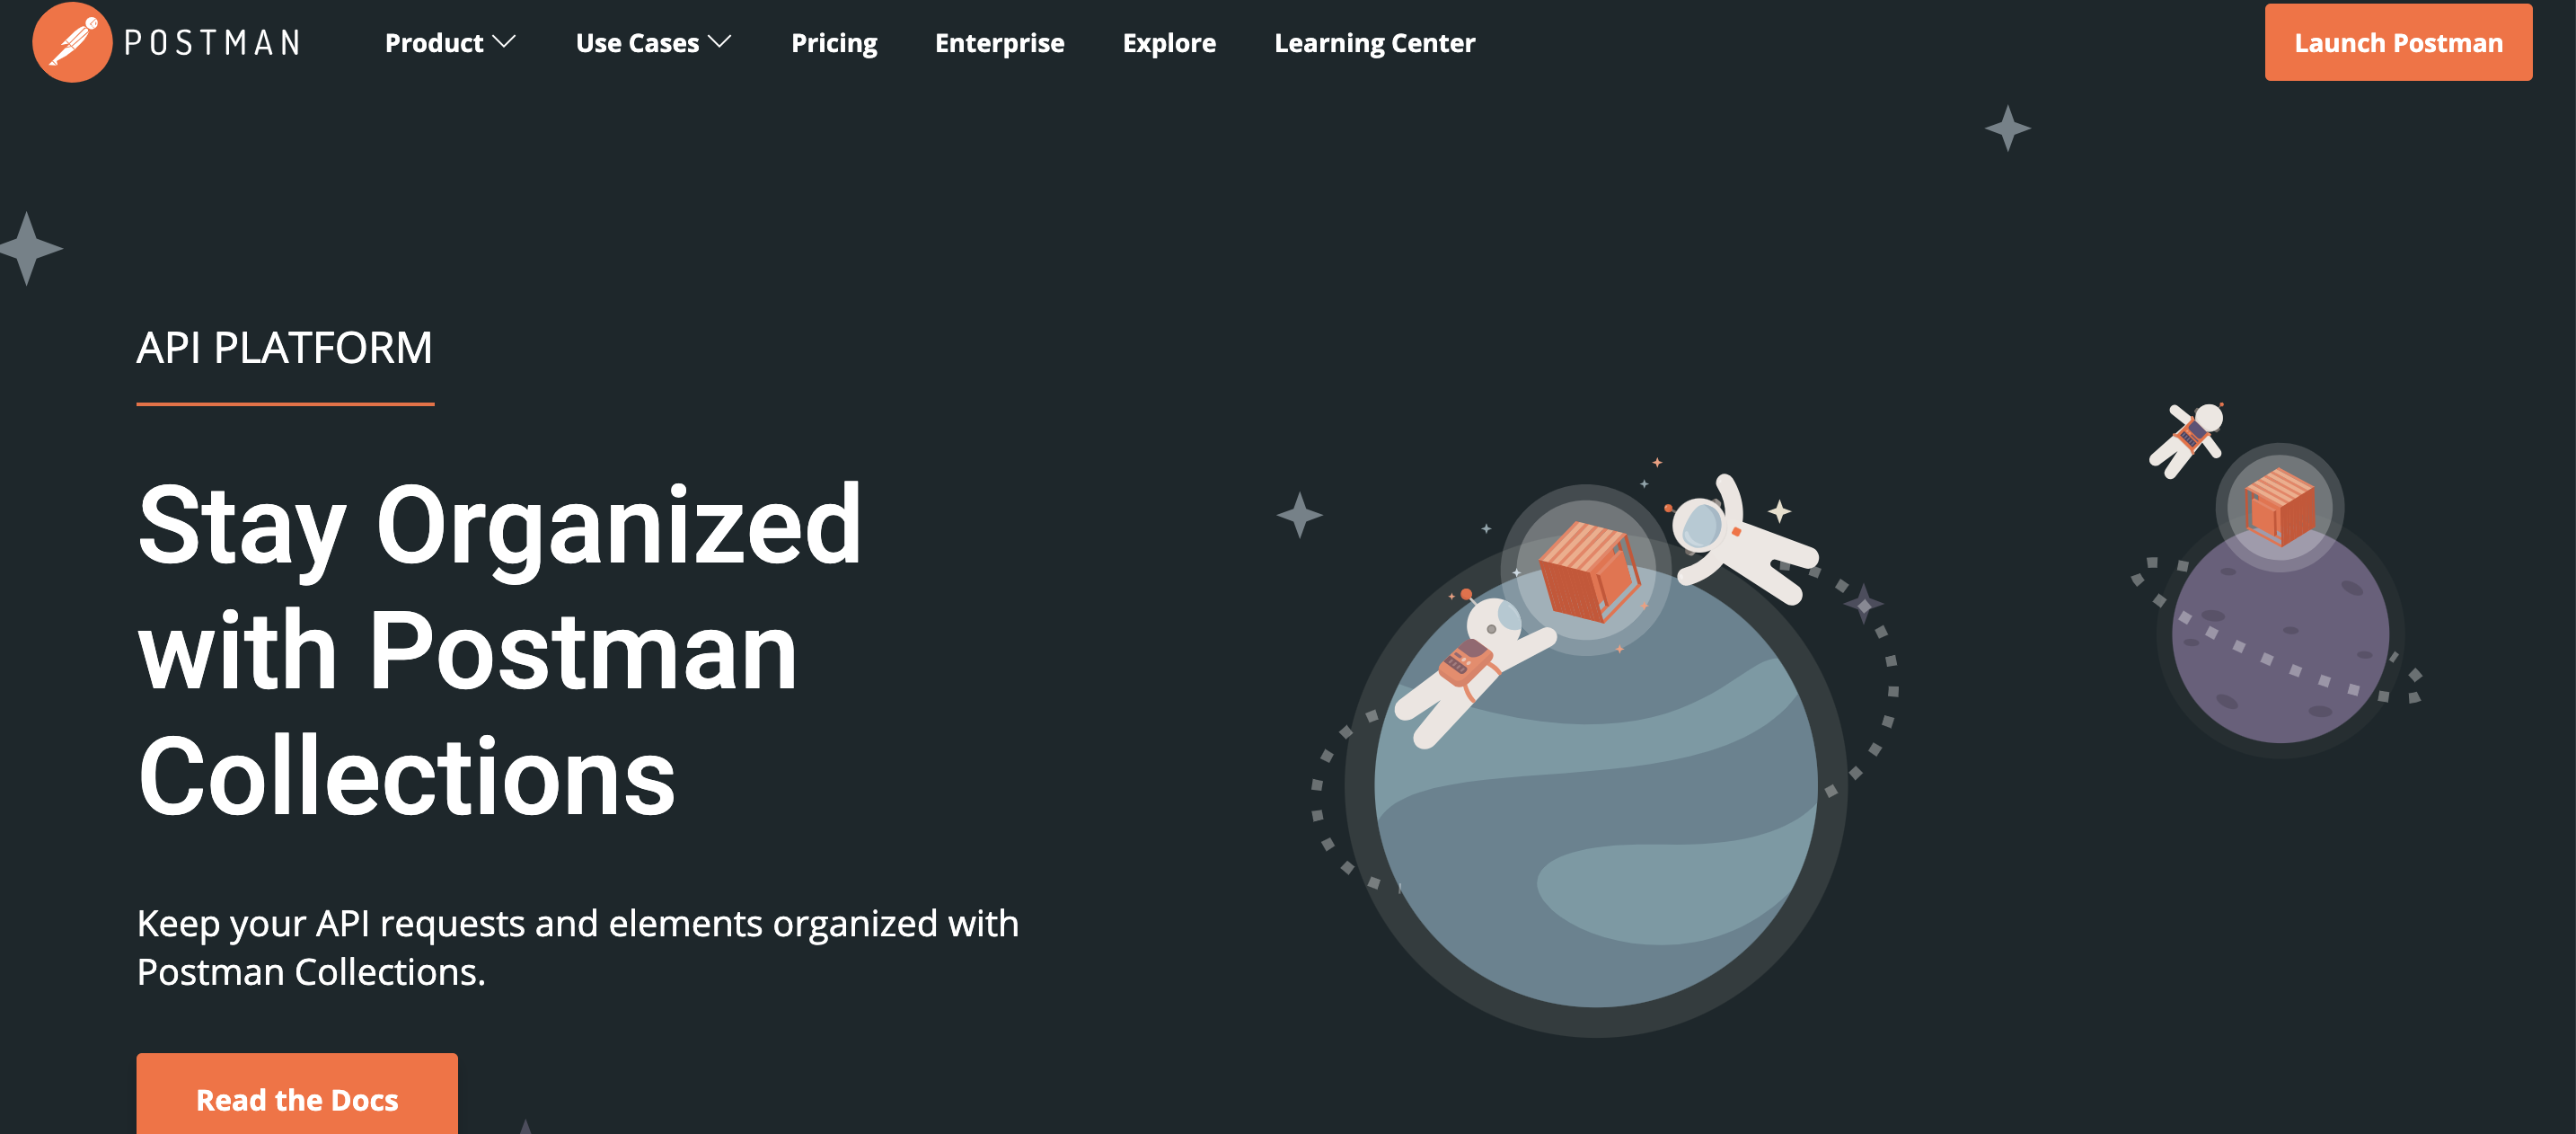 POSTMAN
Product
Use Cases
Pricing
Enterprise
Explore
Learning Center
Launch Postman
API PLATFORM
Stay Organized
with Postman
Collections
Keep your API requests and elements organized with
Postman Collections.
Read the Docs